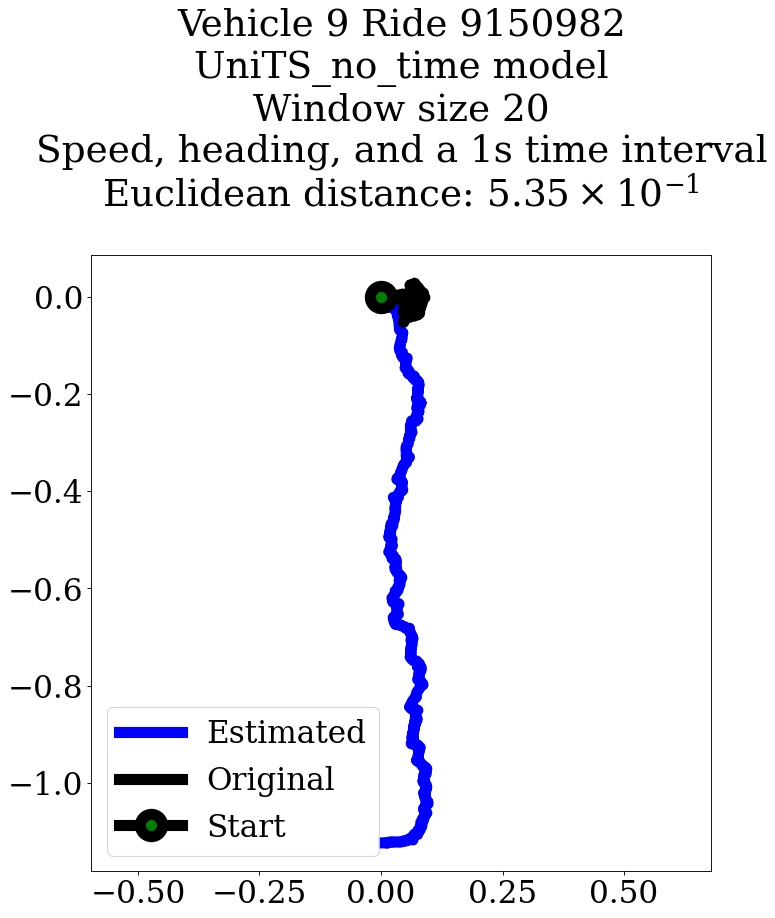 Vehicle 9 Ride 9150982
UniTS_no_time model
Window size 20
Speed, heading, and a 1s time interval
Euclidean distance: 5.35 × 10⁻¹
0.0
−0.2
−0.4
−0.6
−0.8
−1.0
Estimated
Original
Start
−0.50 −0.25 0.00 0.25 0.50